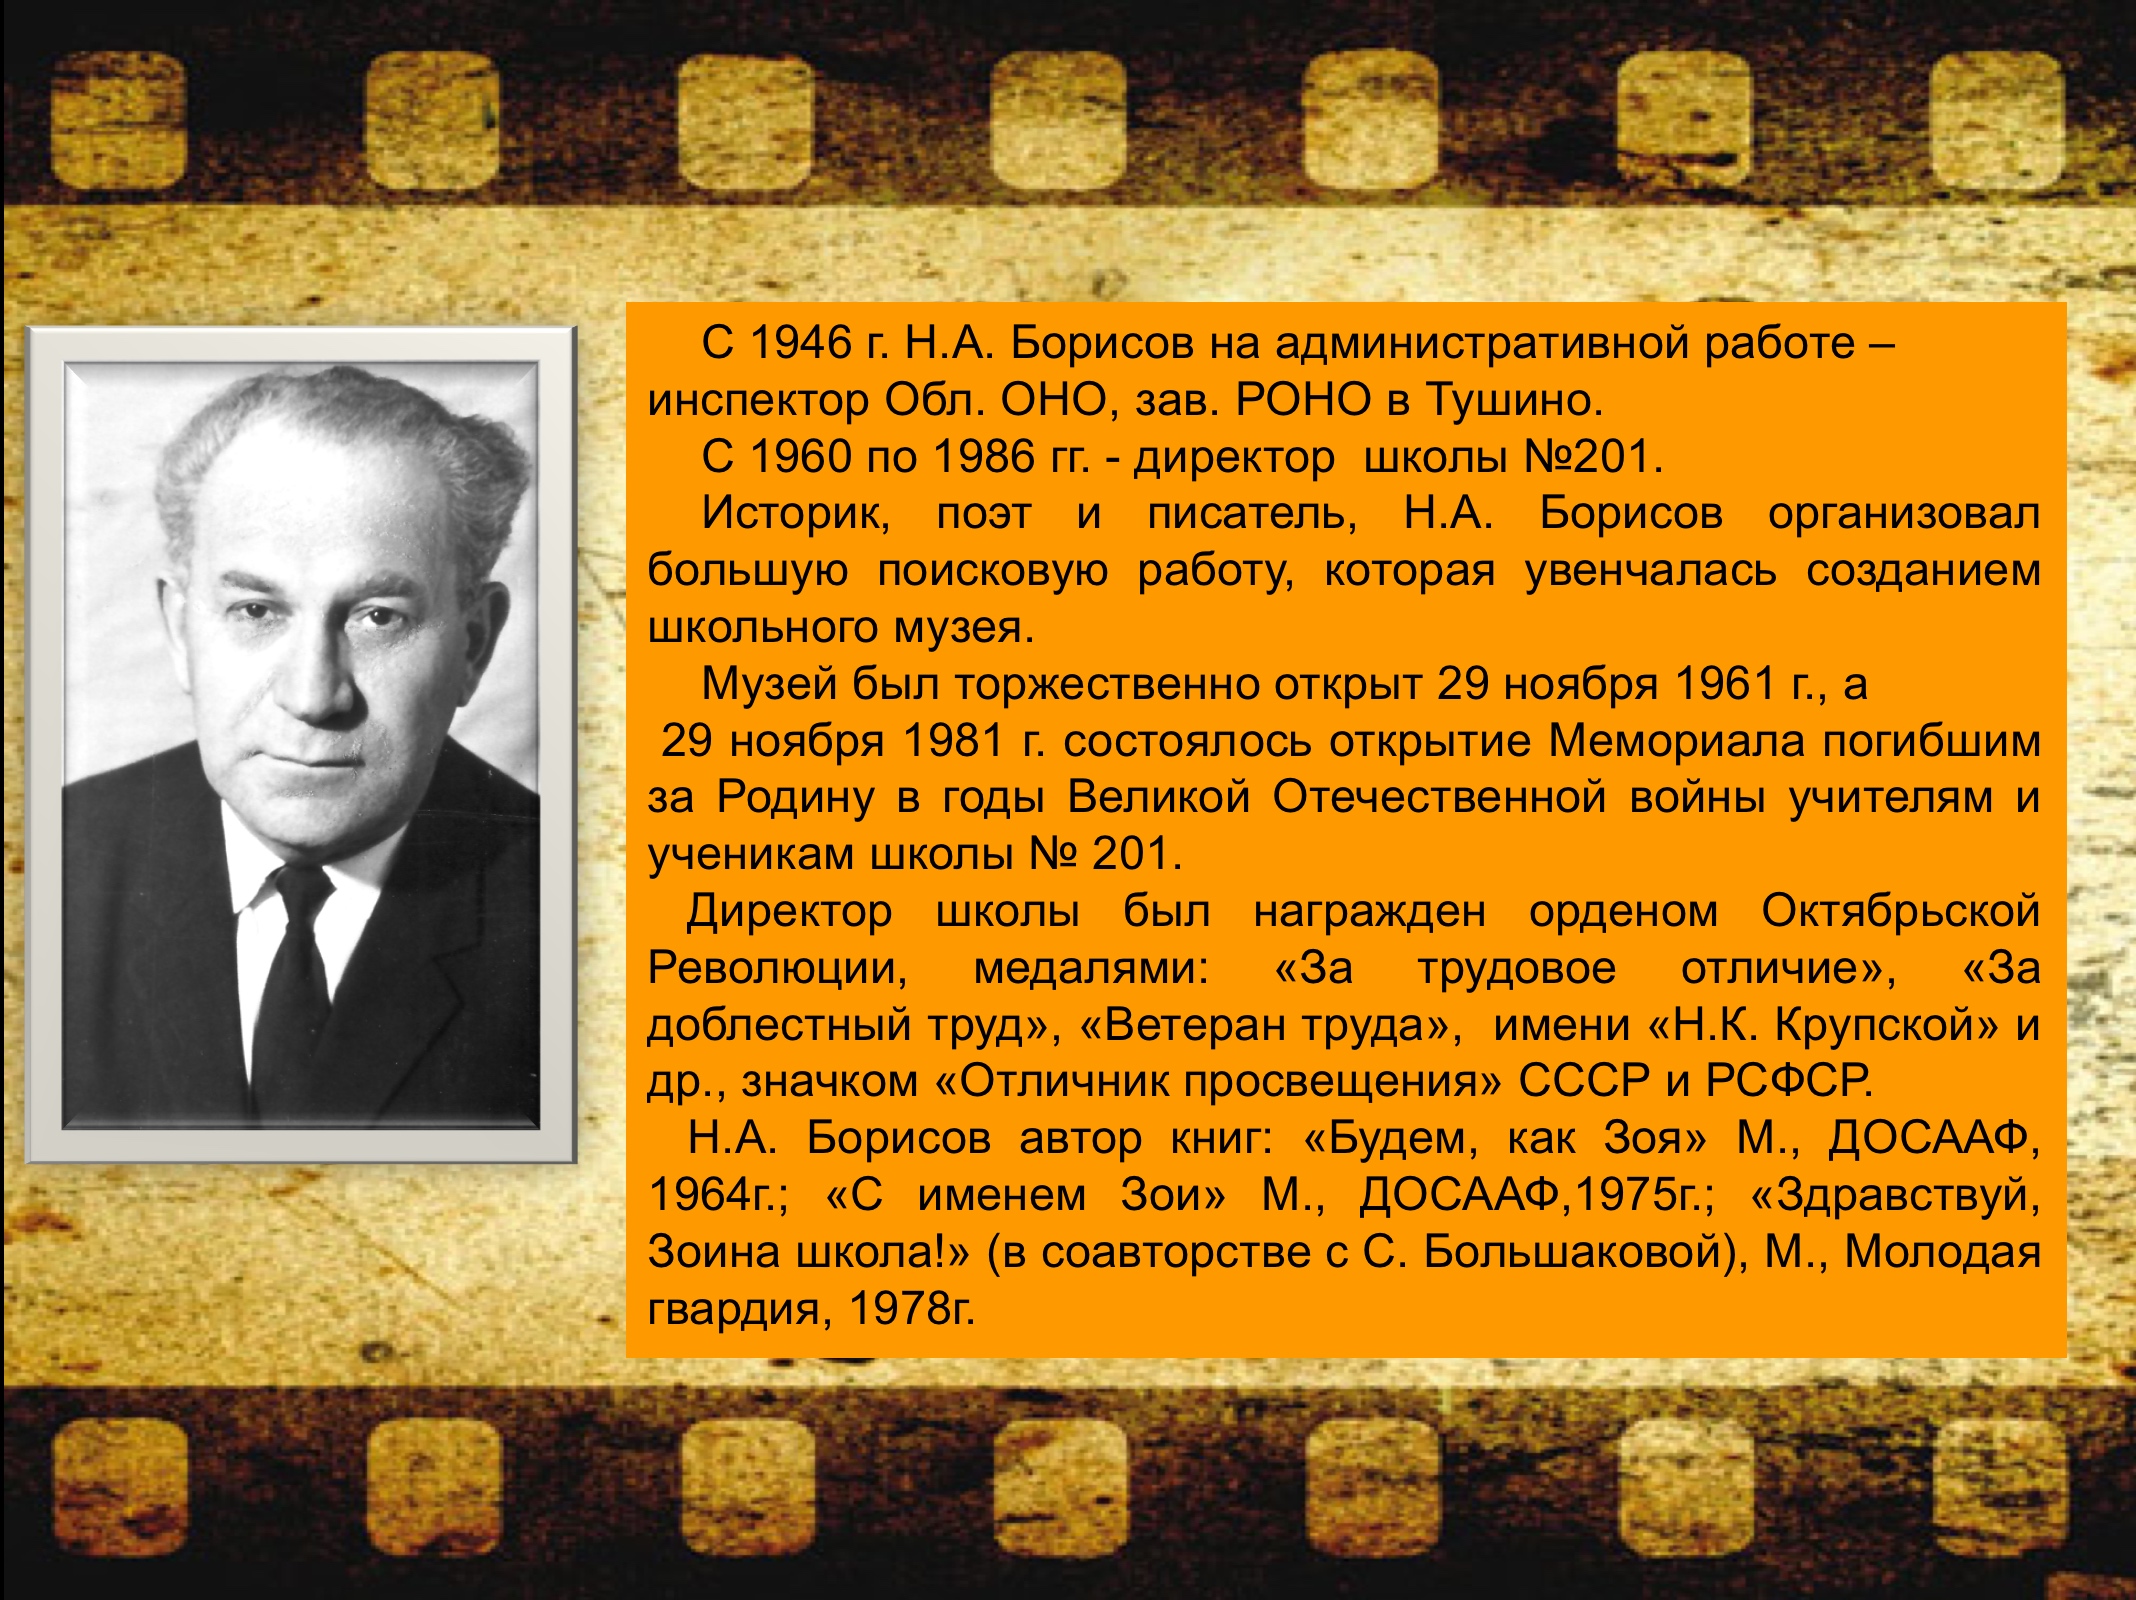 С 1946 г. Н.А. Борисов на административной работе –
инспектор Обл. ОНО, зав. РОНО в Тушино.
С 1960 по 1986 гг. - директор  школы №201.
Историк, поэт и писатель, Н.А. Борисов организовал
большую поисковую работу, которая увенчалась созданием
школьного музея.
Музей был торжественно открыт 29 ноября 1961 г., а
29 ноября 1981 г. состоялось открытие Мемориала погибшим
за Родину в годы Великой Отечественной войны учителям и
ученикам школы № 201.
Директор школы был награжден орденом Октябрьской
Революции, медалями: «За трудовое отличие», «За
доблестный труд», «Ветеран труда»,  имени «Н.К. Крупской» и
др., значком «Отличник просвещения» СССР и РСФСР.
Н.А. Борисов автор книг: «Будем, как Зоя» М., ДОСААФ,
1964г.; «С именем Зои» М., ДОСААФ,1975г.; «Здравствуй,
Зоина школа!» (в соавторстве с С. Большаковой), М., Молодая
гвардия, 1978г.